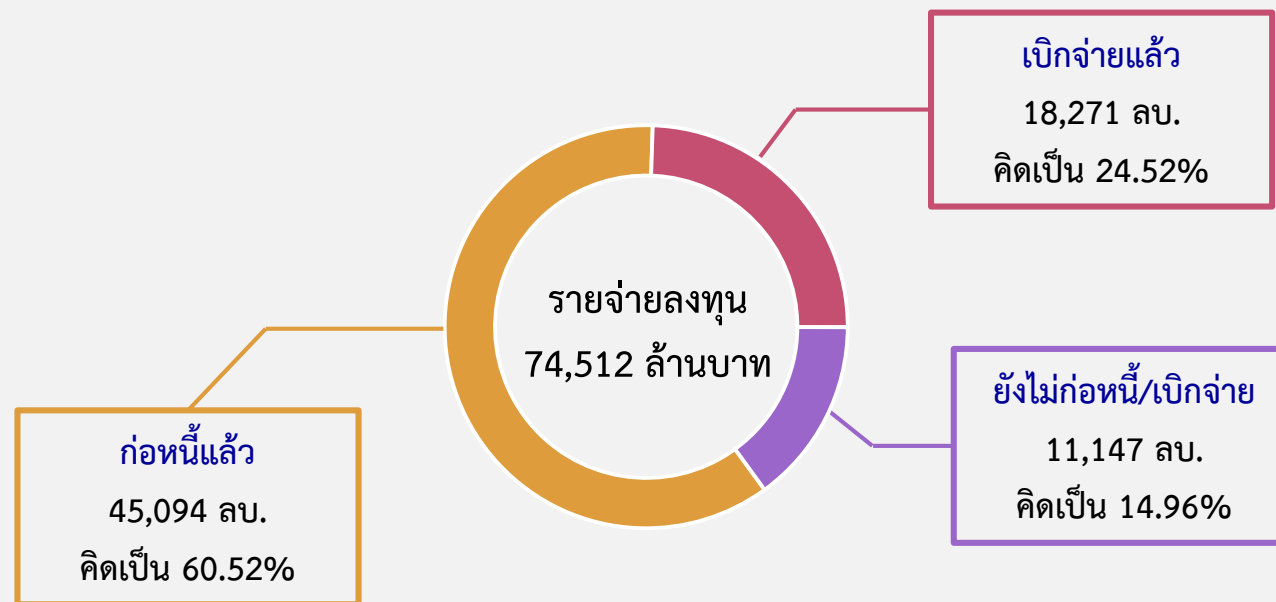 เบิกจ่ายแล้ว
18,271 ลบ.
คิดเป็น 24.52%
รายจ่ายลงทุน
74,512 ล้านบาท
ยังไม่ก่อหนี้/เบิกจ่าย
11,147 ลบ.
คิดเป็น 14.96%
ก่อหนี้แล้ว
45,094 ลบ.
คิดเป็น 60.52%